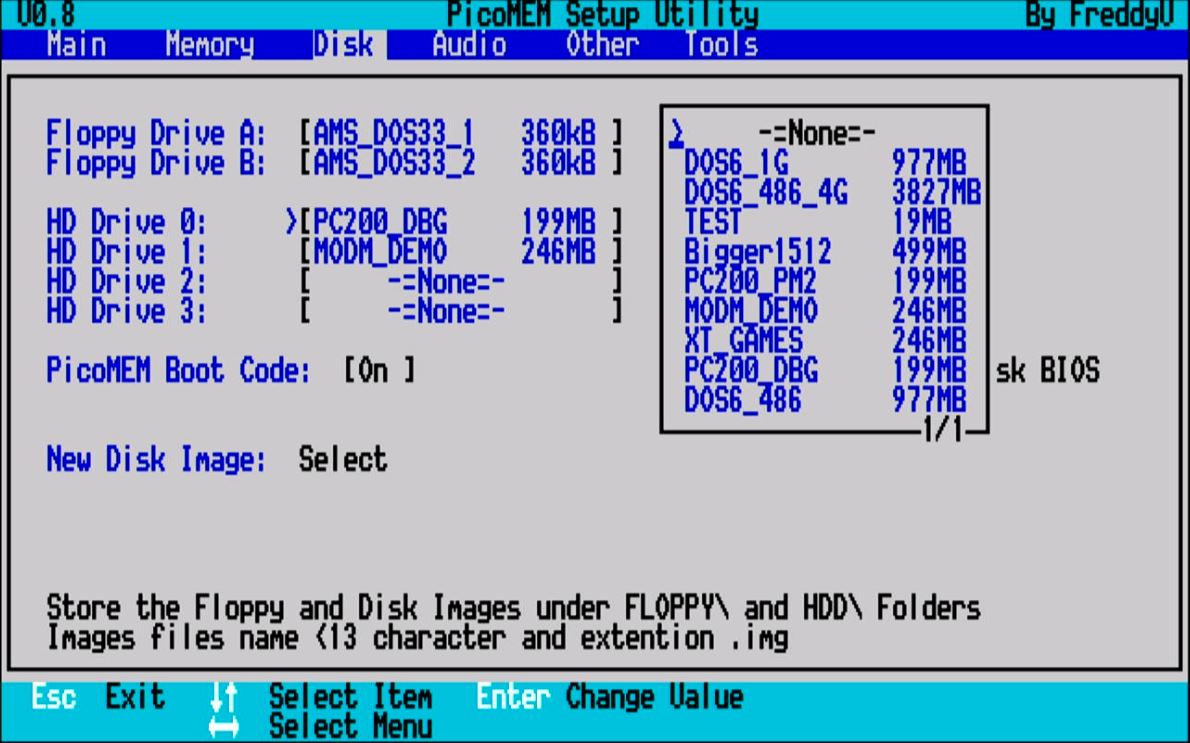 V0.8 PicoMEM Setup Utility By FreddyV
Main Memory Disk Audio Other Tools
Floppy Drive A: [AMS_DOS33_1 360kB ]
Floppy Drive B: [AMS_DOS33_2 360kB ]
HD Drive 0: >[PC200_DBG 199MB ]
HD Drive 1: [MODM_DEMO 246MB ]
HD Drive 2: [ -=None=- ]
HD Drive 3: [ -=None=- ]
PicoMEM Boot Code: [On ]
sk BIOS
New Disk Image: Select
> -=None=-
DOS6_1G 977MB
DOS6_486_4G 3827MB
TEST 19MB
Bigger1512 499MB
PC200_PM2 199MB
MODM_DEMO 246MB
XT_GAMES 246MB
PC200_DBG 199MB
DOS6_486 977MB
1/1
Store the Floppy and Disk Images under FLOPPY\ and HDD\ Folders
Images files name <13 character and extention .img
Esc Exit ↓↑ Select Item Enter Change Value
↔ Select Menu